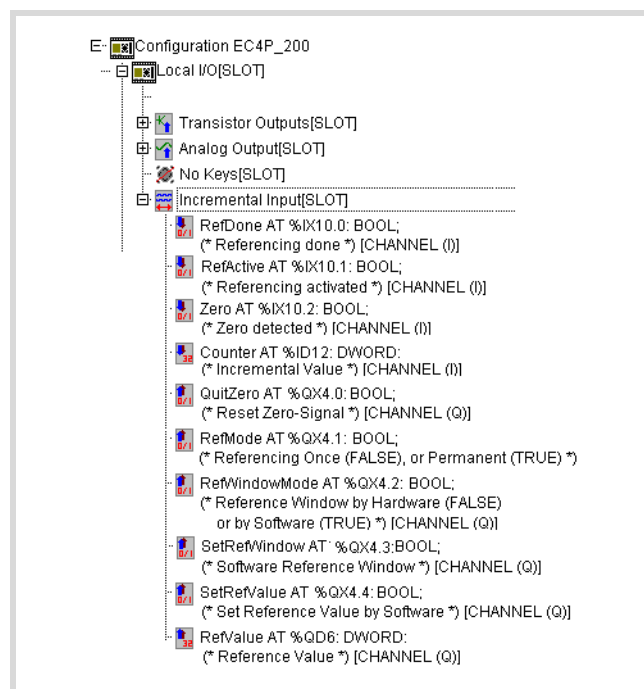 Configuration EC4P_200
Local I/O[SLOT]
Transistor Outputs[SLOT]
Analog Output[SLOT]
No Keys[SLOT]
Incremental Input[SLOT]
RefDone AT %IX10.0: BOOL;
(* Referencing done *) [CHANNEL (I)]
RefActive AT %IX10.1: BOOL;
(* Referencing activated *) [CHANNEL (I)]
Zero AT %IX10.2: BOOL;
(* Zero detected *) [CHANNEL (I)]
Counter AT %ID12: DWORD:
(* Incremental Value *) [CHANNEL (I)]
QuitZero AT %QX4.0: BOOL;
(* Reset Zero-Signal *) [CHANNEL (Q)]
RefMode AT %QX4.1: BOOL;
(* Referencing Once (FALSE), or Permanent (TRUE) *)
RefWindowMode AT %QX4.2: BOOL;
(* Reference Window by Hardware (FALSE)
or by Software (TRUE) *) [CHANNEL (Q)]
SetRefWindow AT %QX4.3:BOOL;
(* Software Reference Window *) [CHANNEL (Q)]
SetRefValue AT %QX4.4: BOOL;
(* Set Reference Value by Software *) [CHANNEL (Q)]
RefValue AT %QD6: DWORD:
(* Reference Value *) [CHANNEL (Q)]